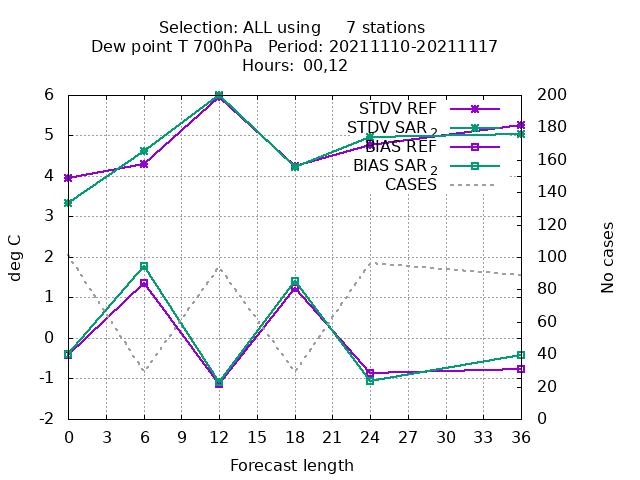 Selection: ALL using 7 stations
Dew point T 700hPa Period: 20211110-20211117
Hours: 00,12
STDV REF
STDV SAR 2
BIAS REF
BIAS SAR 2
CASES
6
5
4
3
2
1
0
-1
-2
200
180
160
140
120
100
80
60
40
20
0
deg C
No cases
0 3 6 9 12 15 18 21 24 27 30 33 36
Forecast length